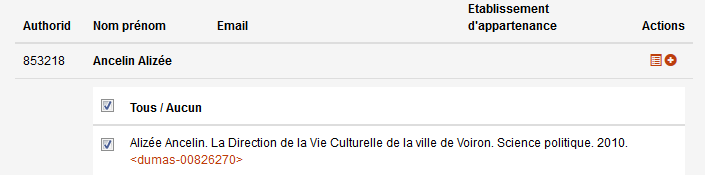 Authorid Nom prénom Email Etablissement d'appartenance Actions
853218 Ancelin Alizée
Tous / Aucun
Alizée Ancelin. La Direction de la Vie Culturelle de la ville de Voiron. Science politique. 2010.
<dumas-00826270>